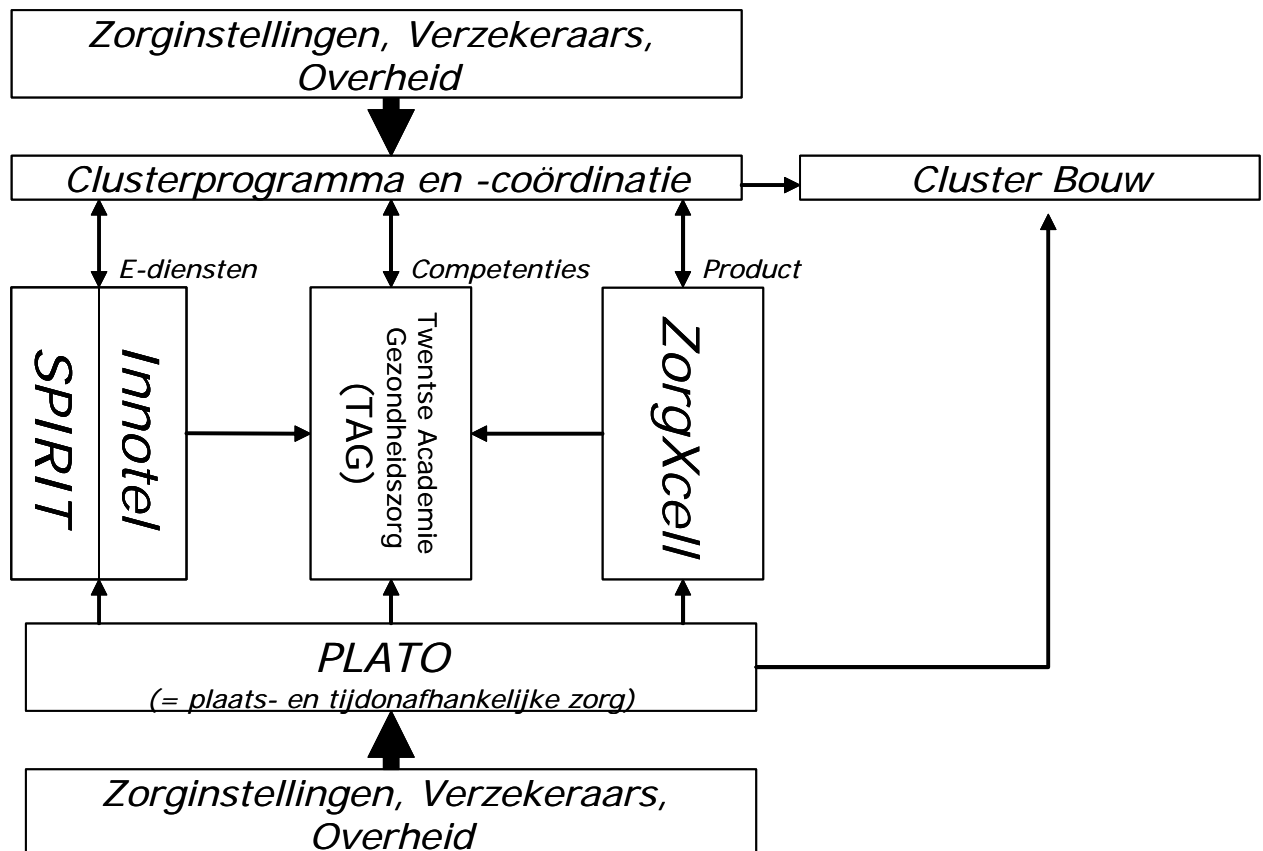 Zorginstellingen, Verzekeraars,
Overheid
Clusterprogramma en -coördinatie
Cluster Bouw
E-diensten
Competenties
Product
SPIRIT
Innotel
Twentse Academie
Gezondheidszorg
(TAG)
ZorgXcell
PLATO
(= plaats- en tijdonafhankelijke zorg)
Zorginstellingen, Verzekeraars,
Overheid